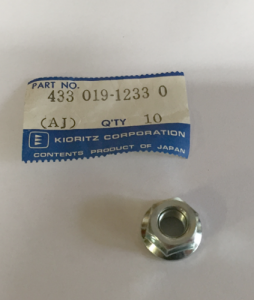 PART NO.
433 019-1233 0
(AJ) Q'TY 10
KIORITZ CORPORATION
CONTENTS PRODUCT OF JAPAN